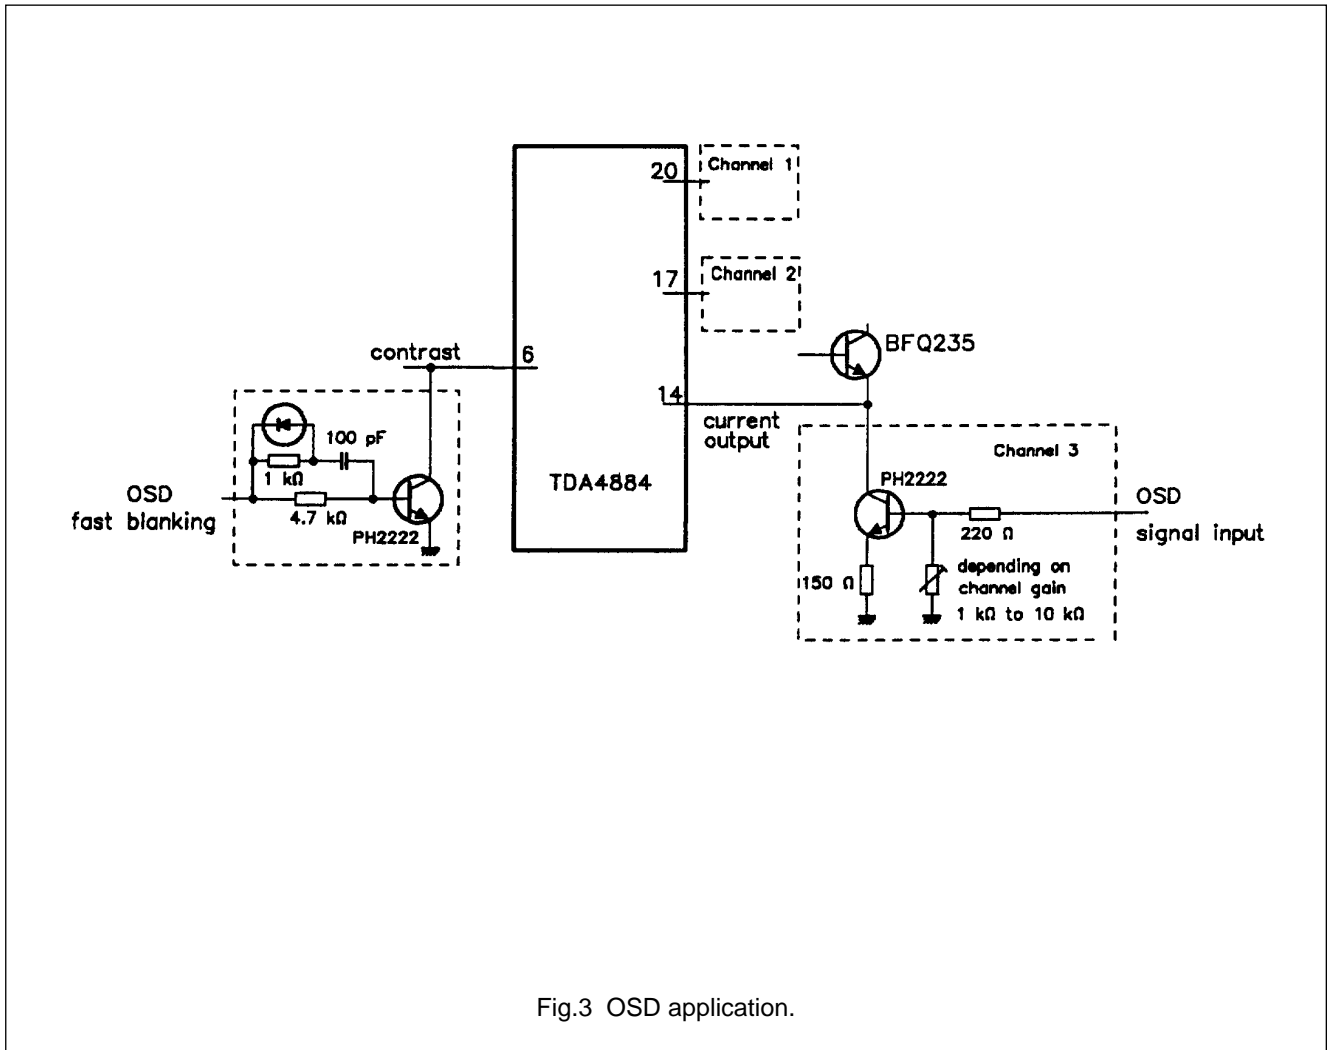 20
Channel 1
17
Channel 2
BFQ235
contrast
6
14
current
output
Channel 3
100 pF
1 kΩ
TDA4884
PH2222
OSD
fast blanking
4.7 kΩ
PH2222
OSD
signal input
220 Ω
150 Ω
depending on
channel gain
1 kΩ to 10 kΩ
Fig.3 OSD application.